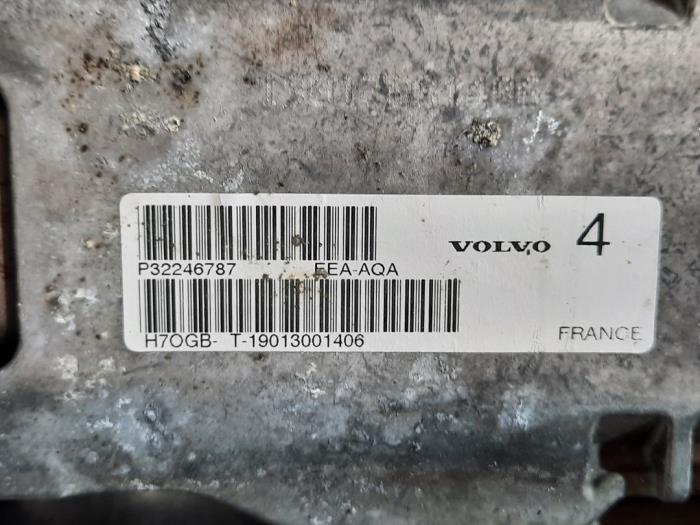 P32246787 EEA-AQA
VOLVO 4
H7OGB- T-19013001406
FRANCE